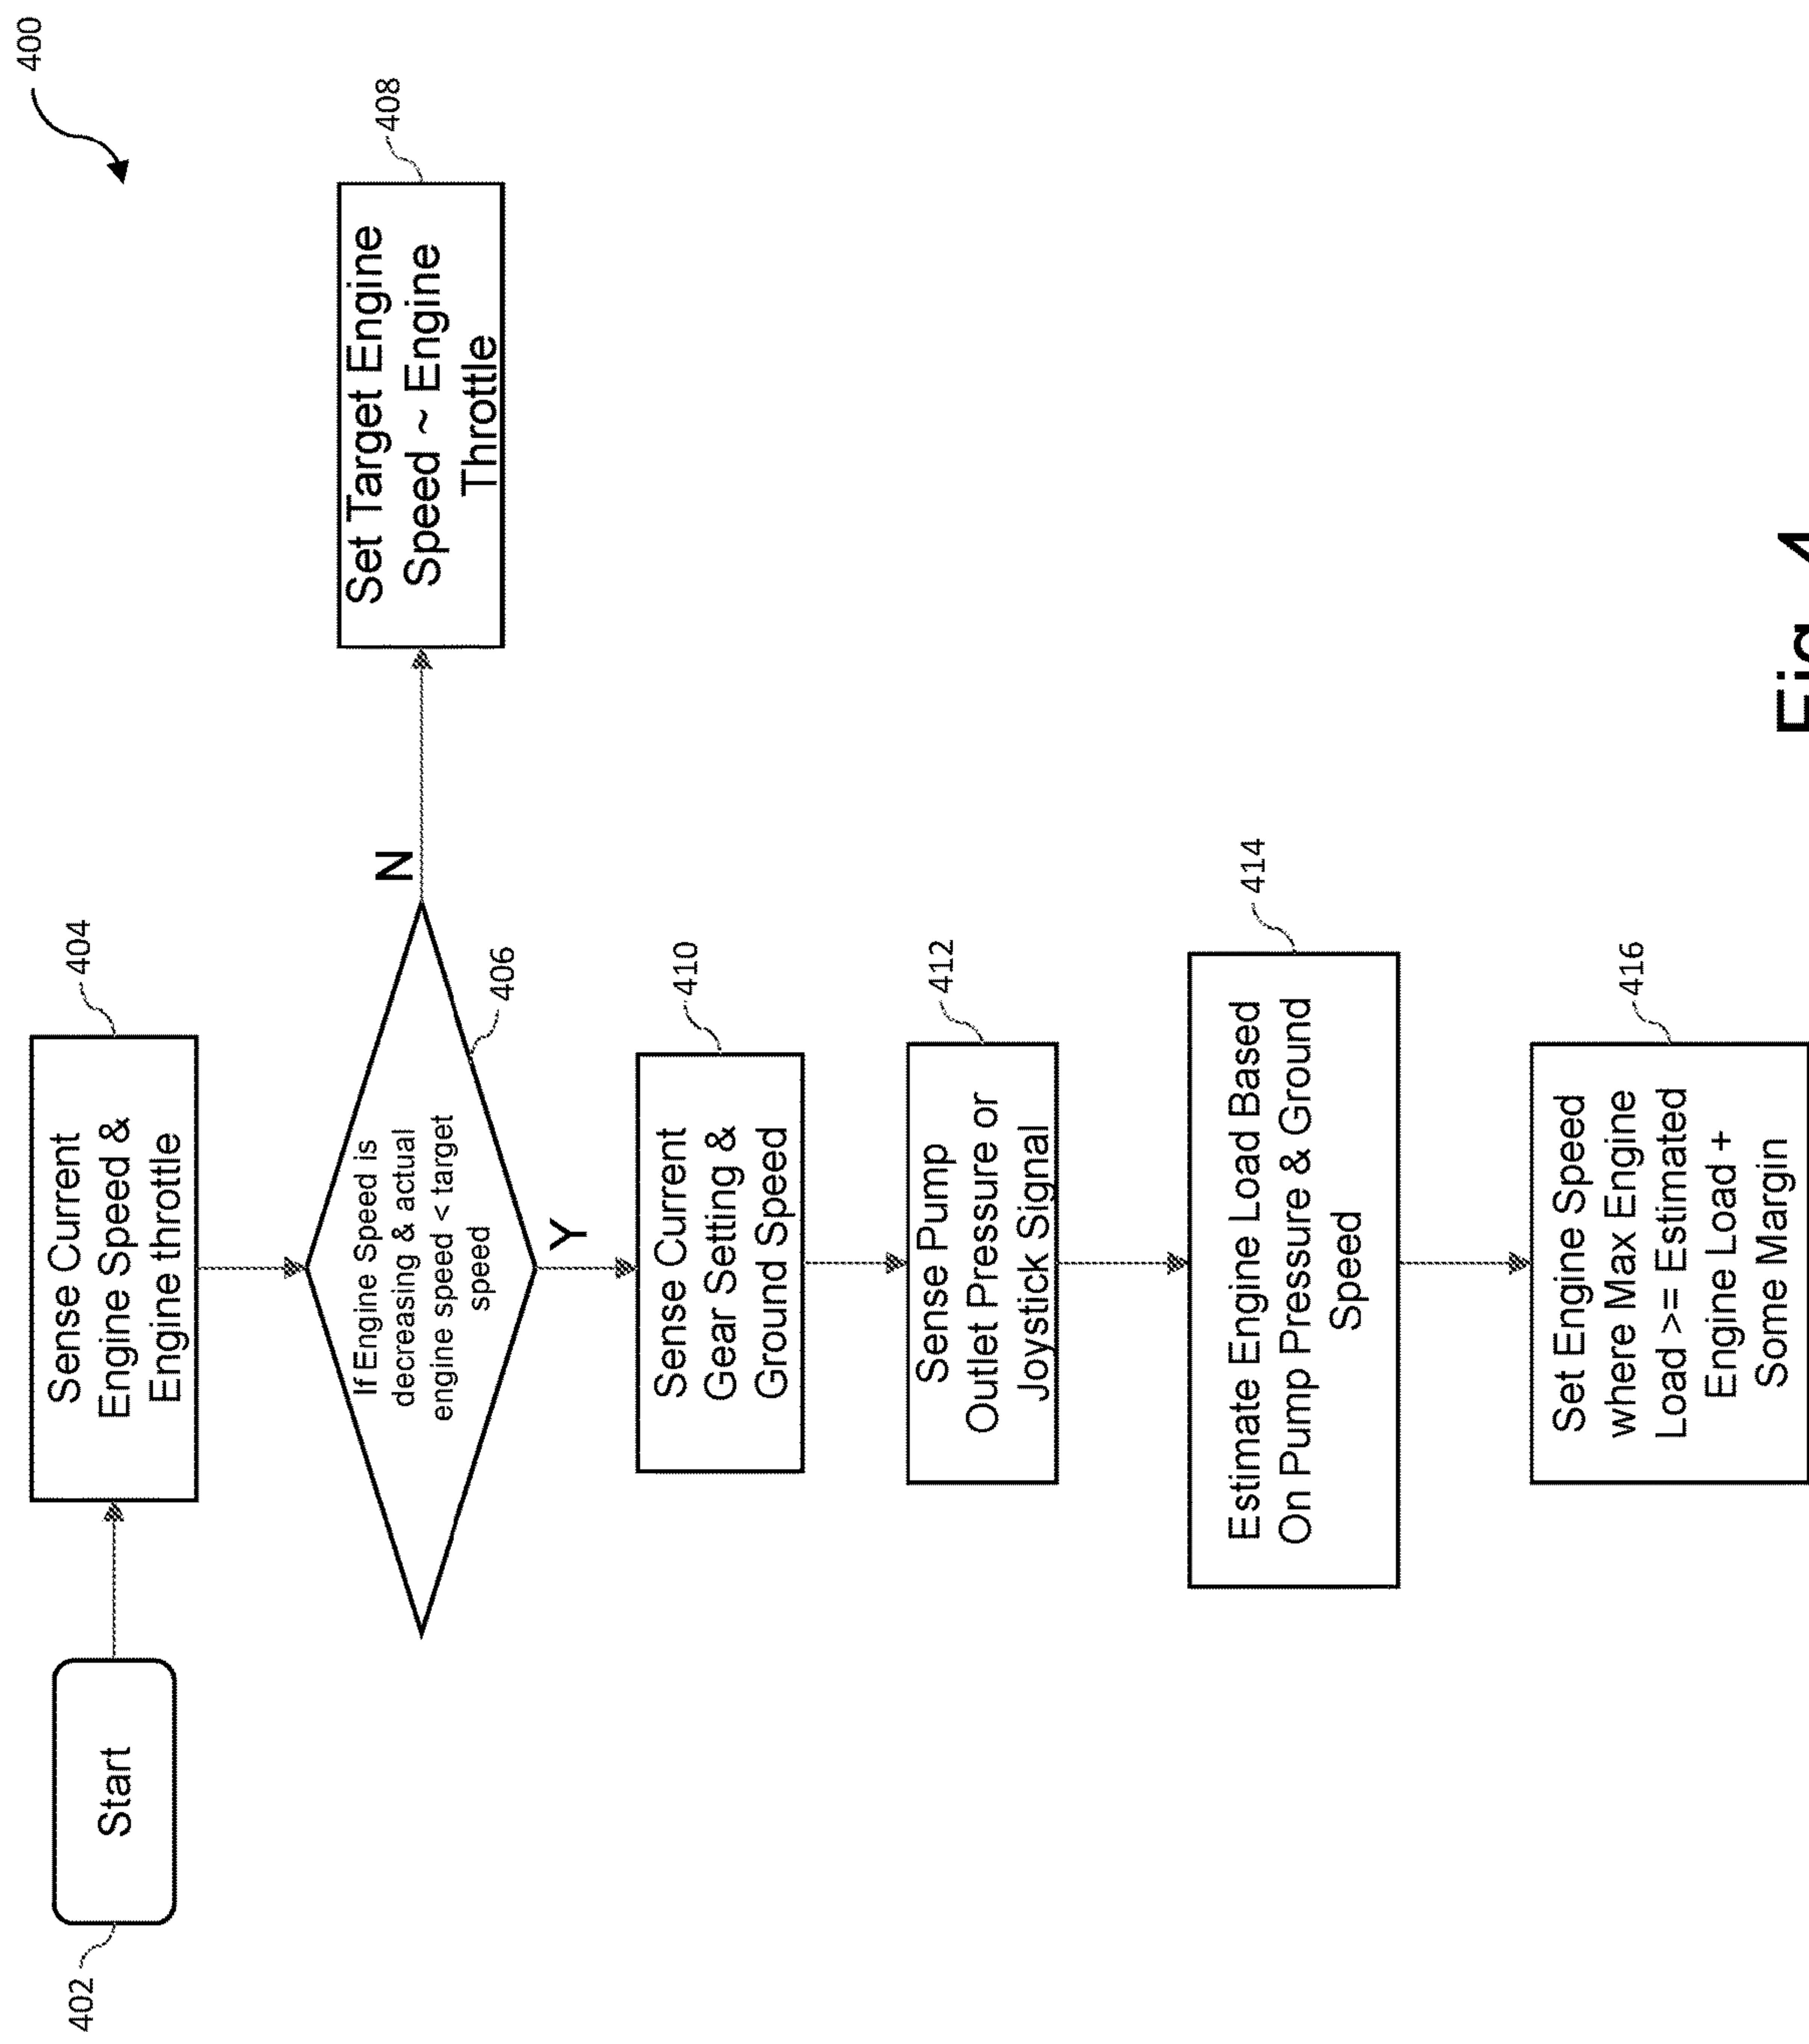 400
Start
402
Sense Current
Engine Speed &
Engine throttle
404
If Engine Speed is
decreasing & actual
engine speed < target
speed
406
N
Set Target Engine
Speed ~ Engine
Throttle
408
Y
Sense Current
Gear Setting &
Ground Speed
410
Sense Pump
Outlet Pressure or
Joystick Signal
412
Estimate Engine Load Based
On Pump Pressure & Ground
Speed
414
Set Engine Speed
where Max Engine
Load >= Estimated
Engine Load +
Some Margin
416
Fig. 4